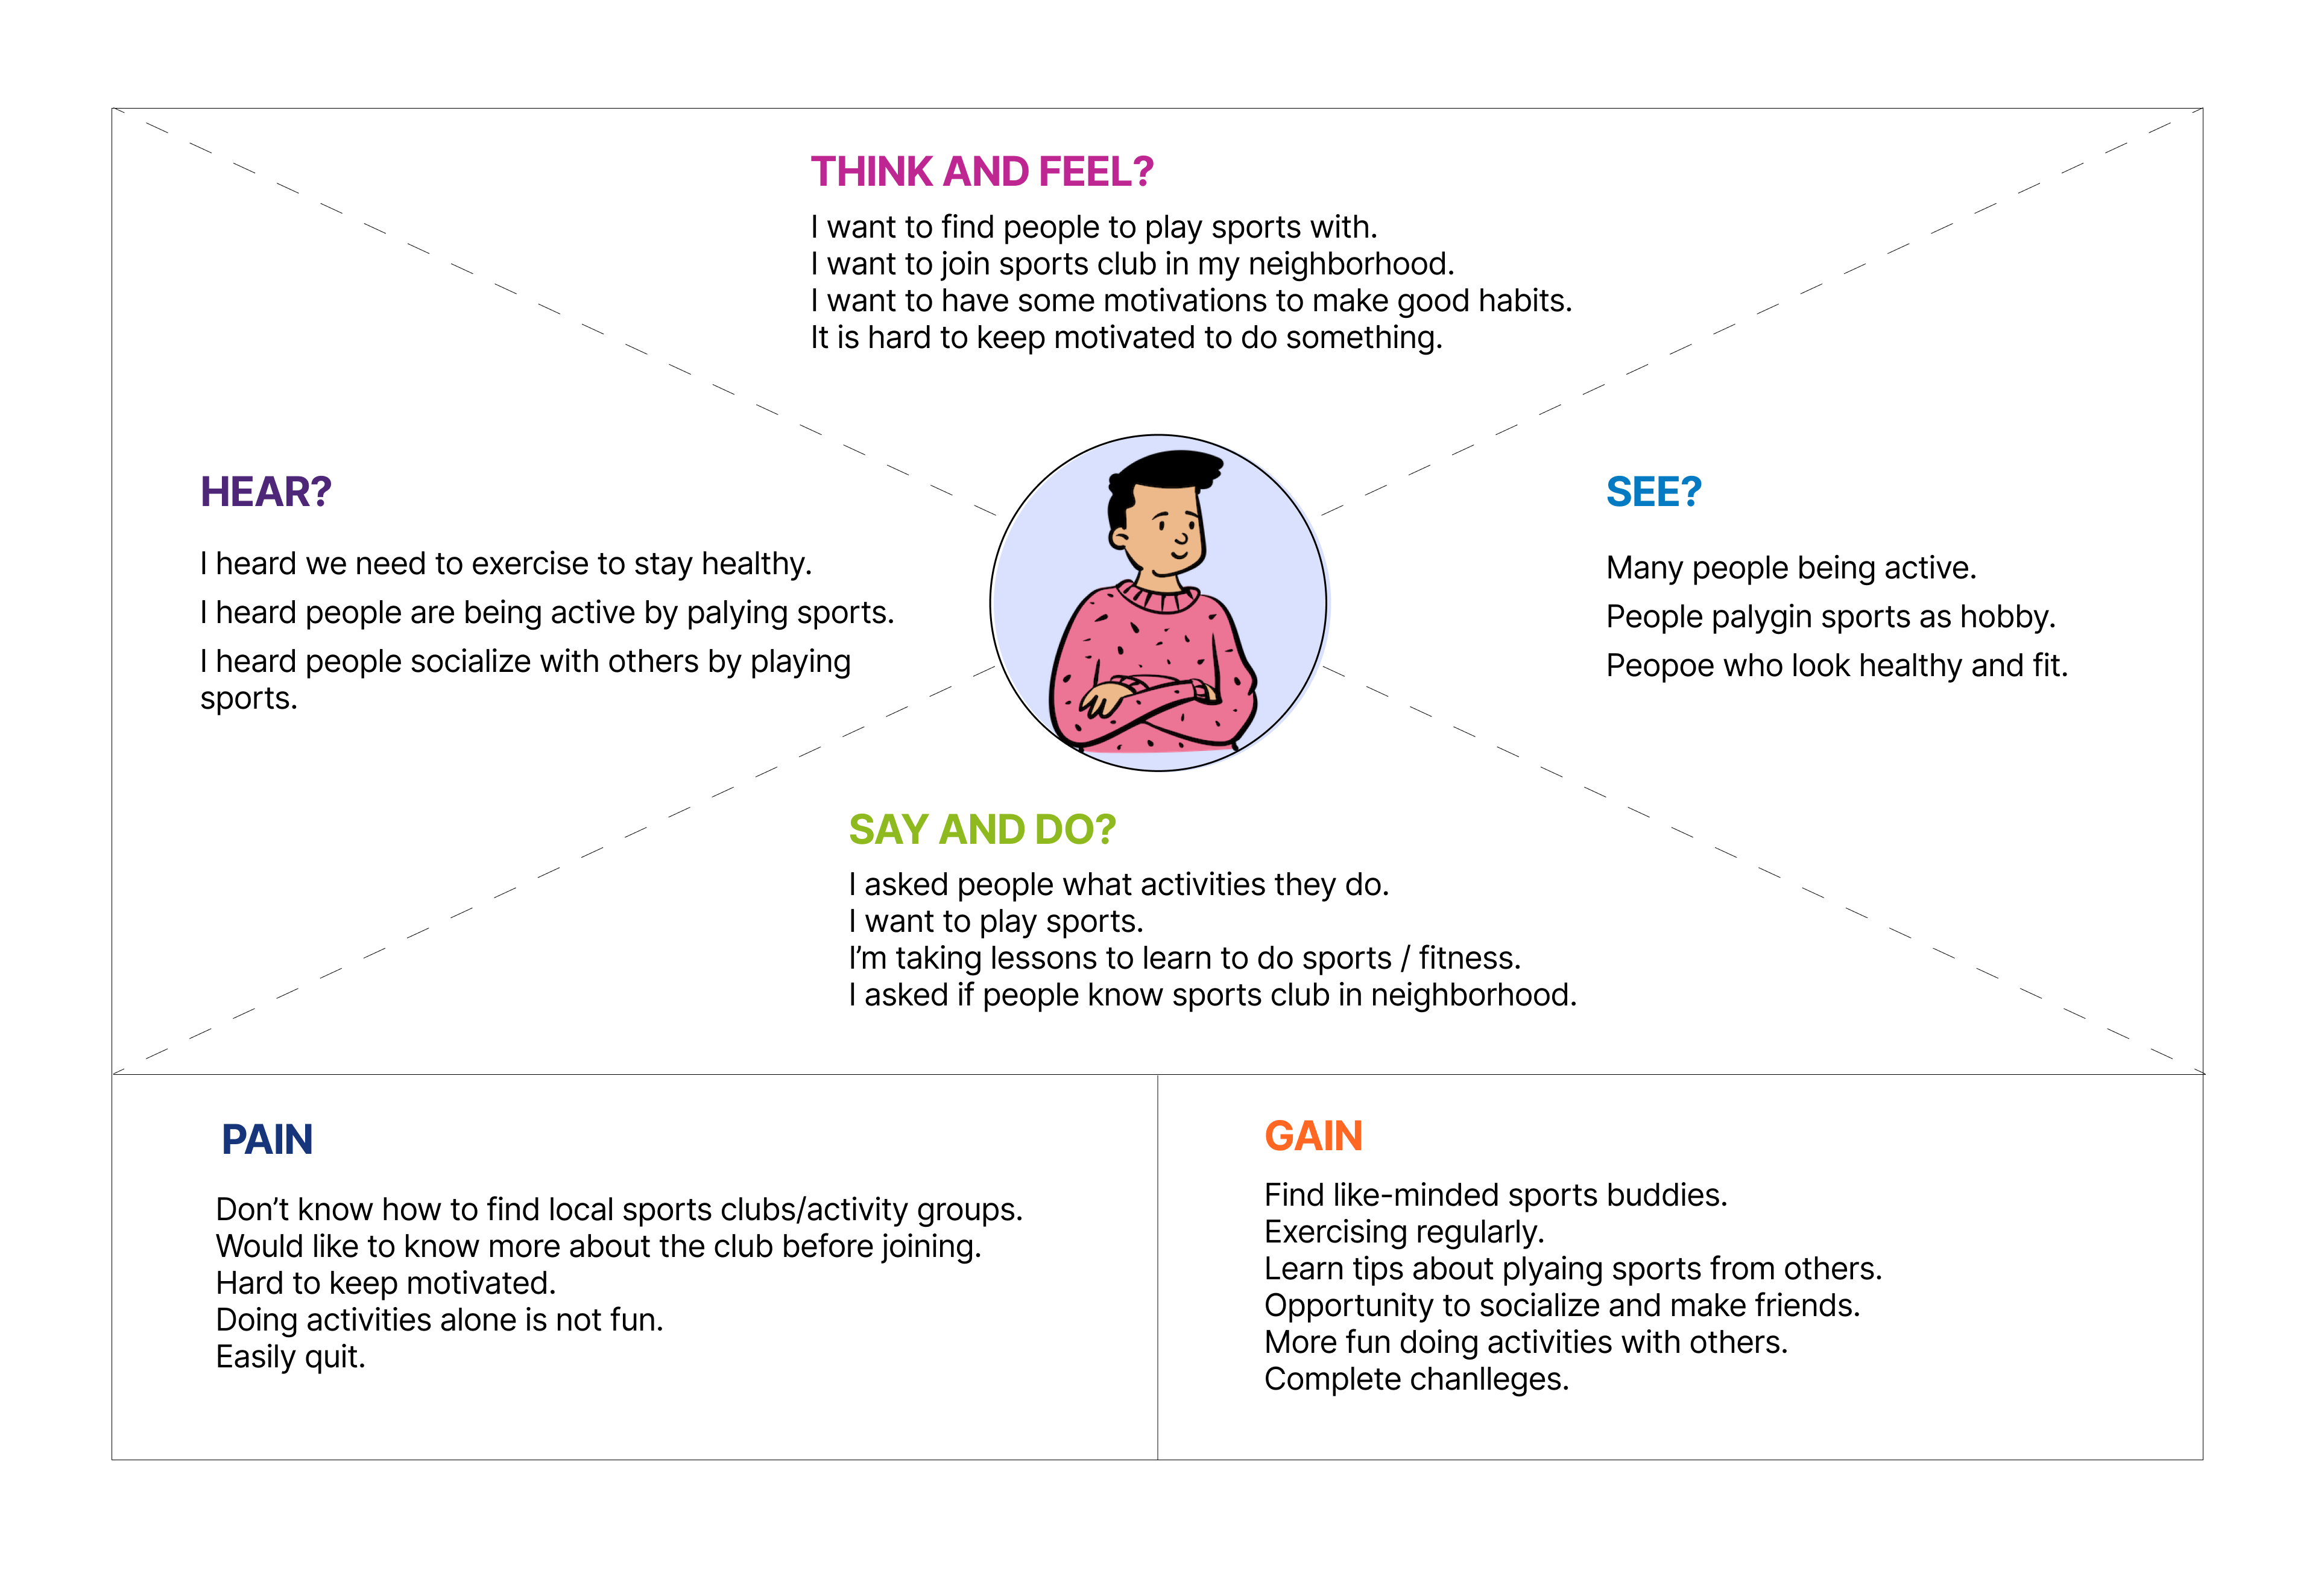 THINK AND FEEL?
I want to find people to play sports with.
I want to join sports club in my neighborhood.
I want to have some motivations to make good habits.
It is hard to keep motivated to do something.
HEAR?
I heard we need to exercise to stay healthy.
I heard people are being active by palying sports.
I heard people socialize with others by playing
sports.
SEE?
Many people being active.
People palygin sports as hobby.
Peopoe who look healthy and fit.
SAY AND DO?
I asked people what activities they do.
I want to play sports.
I’m taking lessons to learn to do sports / fitness.
I asked if people know sports club in neighborhood.
PAIN
Don’t know how to find local sports clubs/activity groups.
Would like to know more about the club before joining.
Hard to keep motivated.
Doing activities alone is not fun.
Easily quit.
GAIN
Find like-minded sports buddies.
Exercising regularly.
Learn tips about plyaing sports from others.
Opportunity to socialize and make friends.
More fun doing activities with others.
Complete chanlleges.